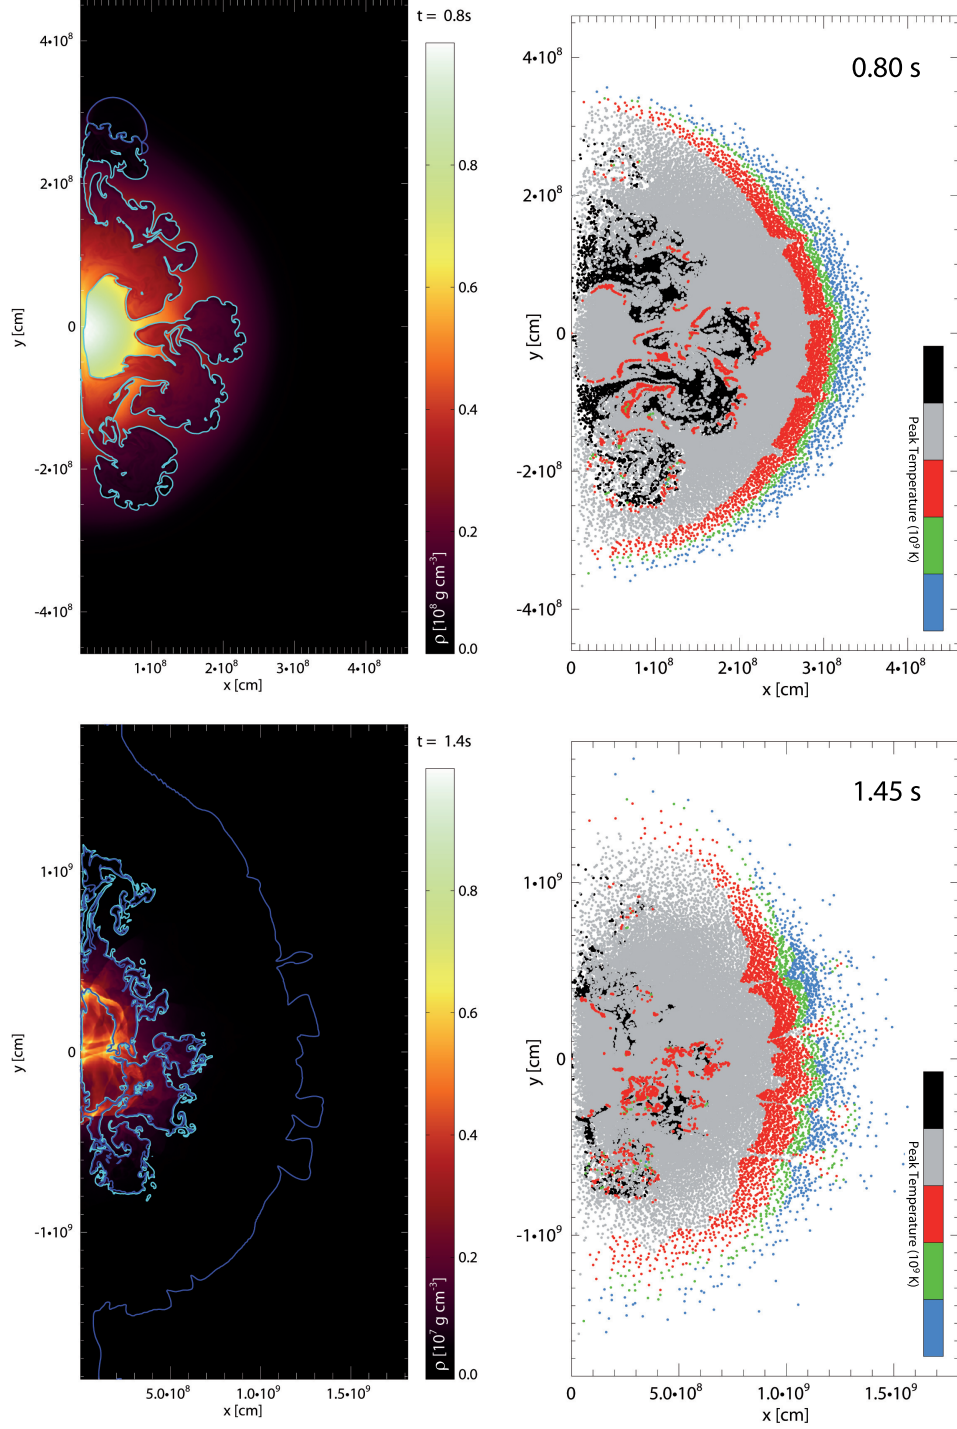 t = 0.8s
4•10⁸
2•10⁸
0
-2•10⁸
-4•10⁸
y [cm]
1•10⁸ 2•10⁸ 3•10⁸ 4•10⁸
x [cm]
0.8
0.6
0.4
0.2
0.0
ρ [10⁸ g cm⁻³]
0.80 s
4•10⁸
2•10⁸
0
-2•10⁸
-4•10⁸
y [cm]
0 1•10⁸ 2•10⁸ 3•10⁸ 4•10⁸
x [cm]
Peak Temperature (10⁹ K)
t = 1.4s
1•10⁹
0
-1•10⁹
y [cm]
5.0•10⁸ 1.0•10⁹ 1.5•10⁹
x [cm]
0.8
0.6
0.4
0.2
0.0
ρ [10⁷ g cm⁻³]
1.45 s
1•10⁹
0
-1•10⁹
y [cm]
0 5.0•10⁸ 1.0•10⁹ 1.5•10⁹
x [cm]
Peak Temperature (10⁹ K)